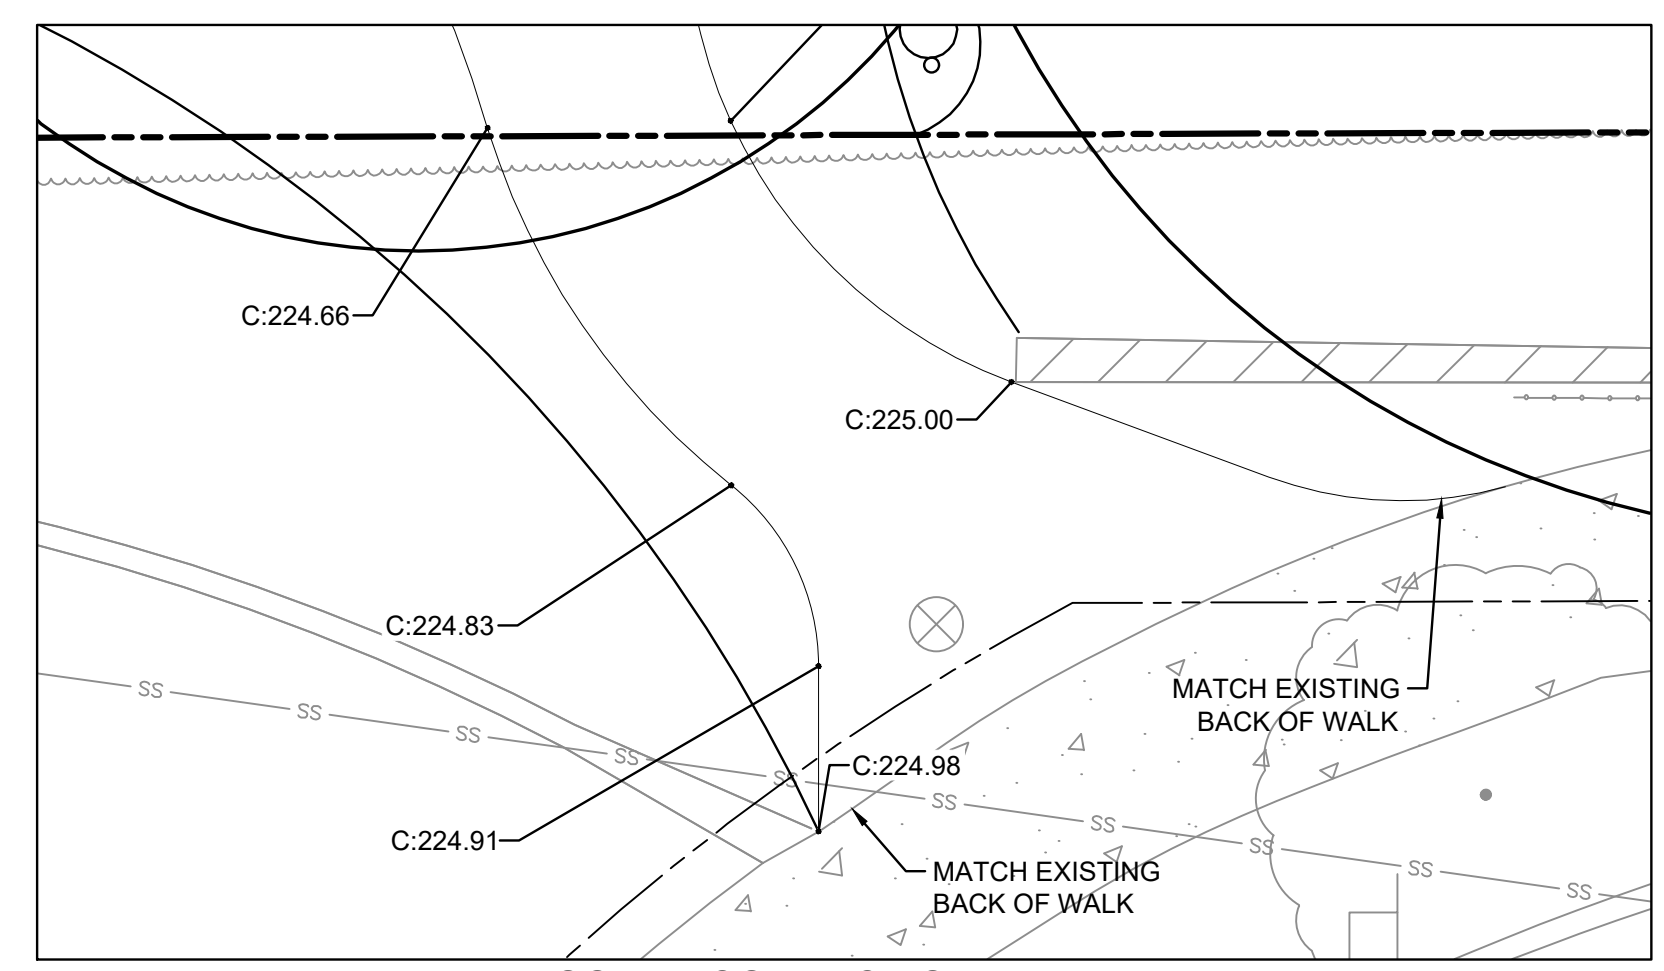 C:224.66
C:225.00
C:224.83
SS
SS
SS
SS
SS
SS
SS
SS
SS
SS
MATCH EXISTING
BACK OF WALK
C:224.98
C:224.91
MATCH EXISTING
BACK OF WALK